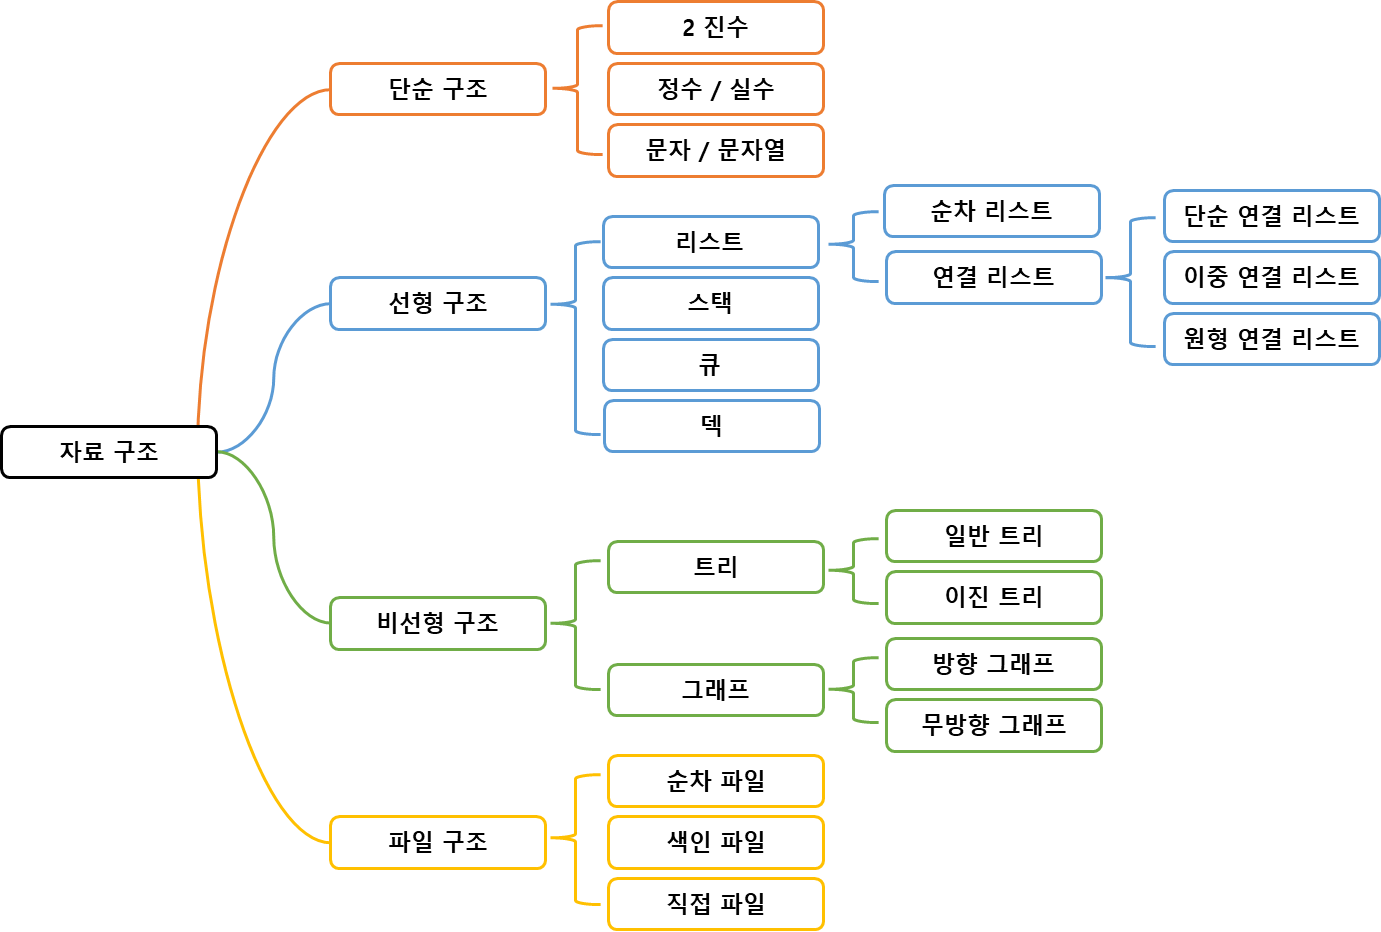 자료 구조
단순 구조
2 진수
정수 / 실수
문자 / 문자열
선형 구조
리스트
순차 리스트
연결 리스트
단순 연결 리스트
이중 연결 리스트
원형 연결 리스트
스택
큐
덱
비선형 구조
트리
일반 트리
이진 트리
그래프
방향 그래프
무방향 그래프
파일 구조
순차 파일
색인 파일
직접 파일